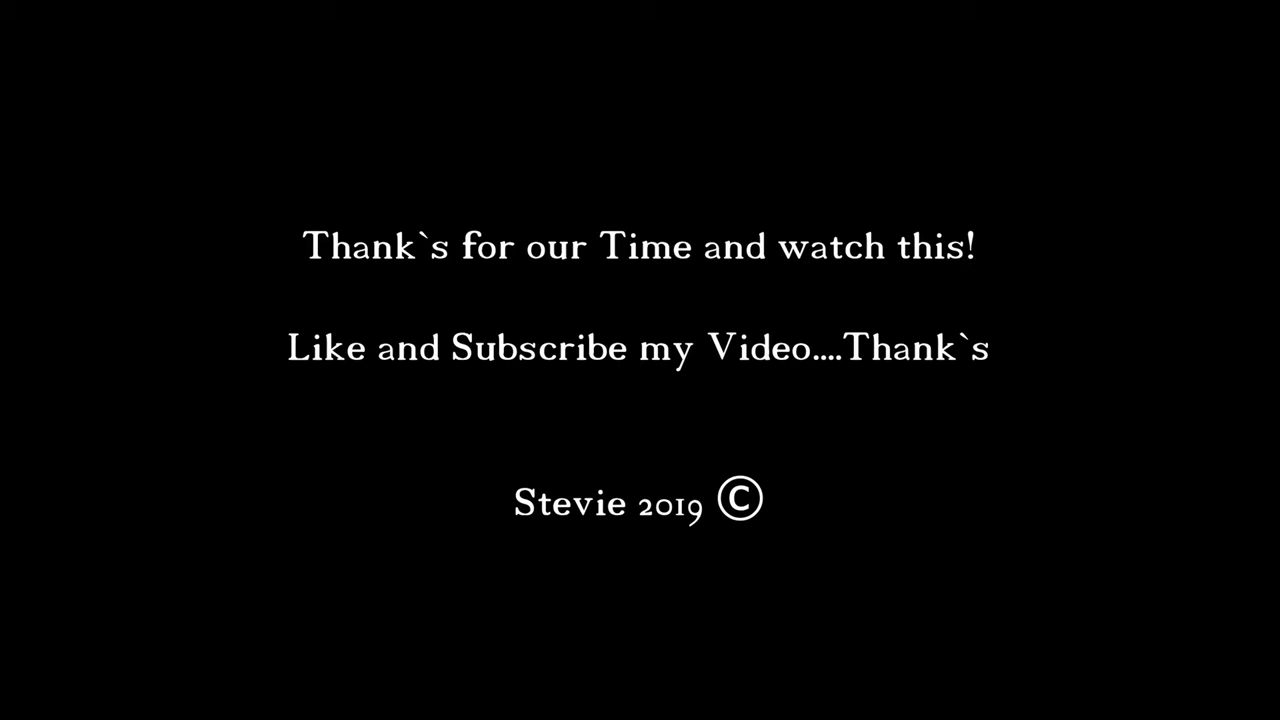 Thank`s for our Time and watch this!
Like and Subscribe my Video....Thank`s
Stevie 2019 ©